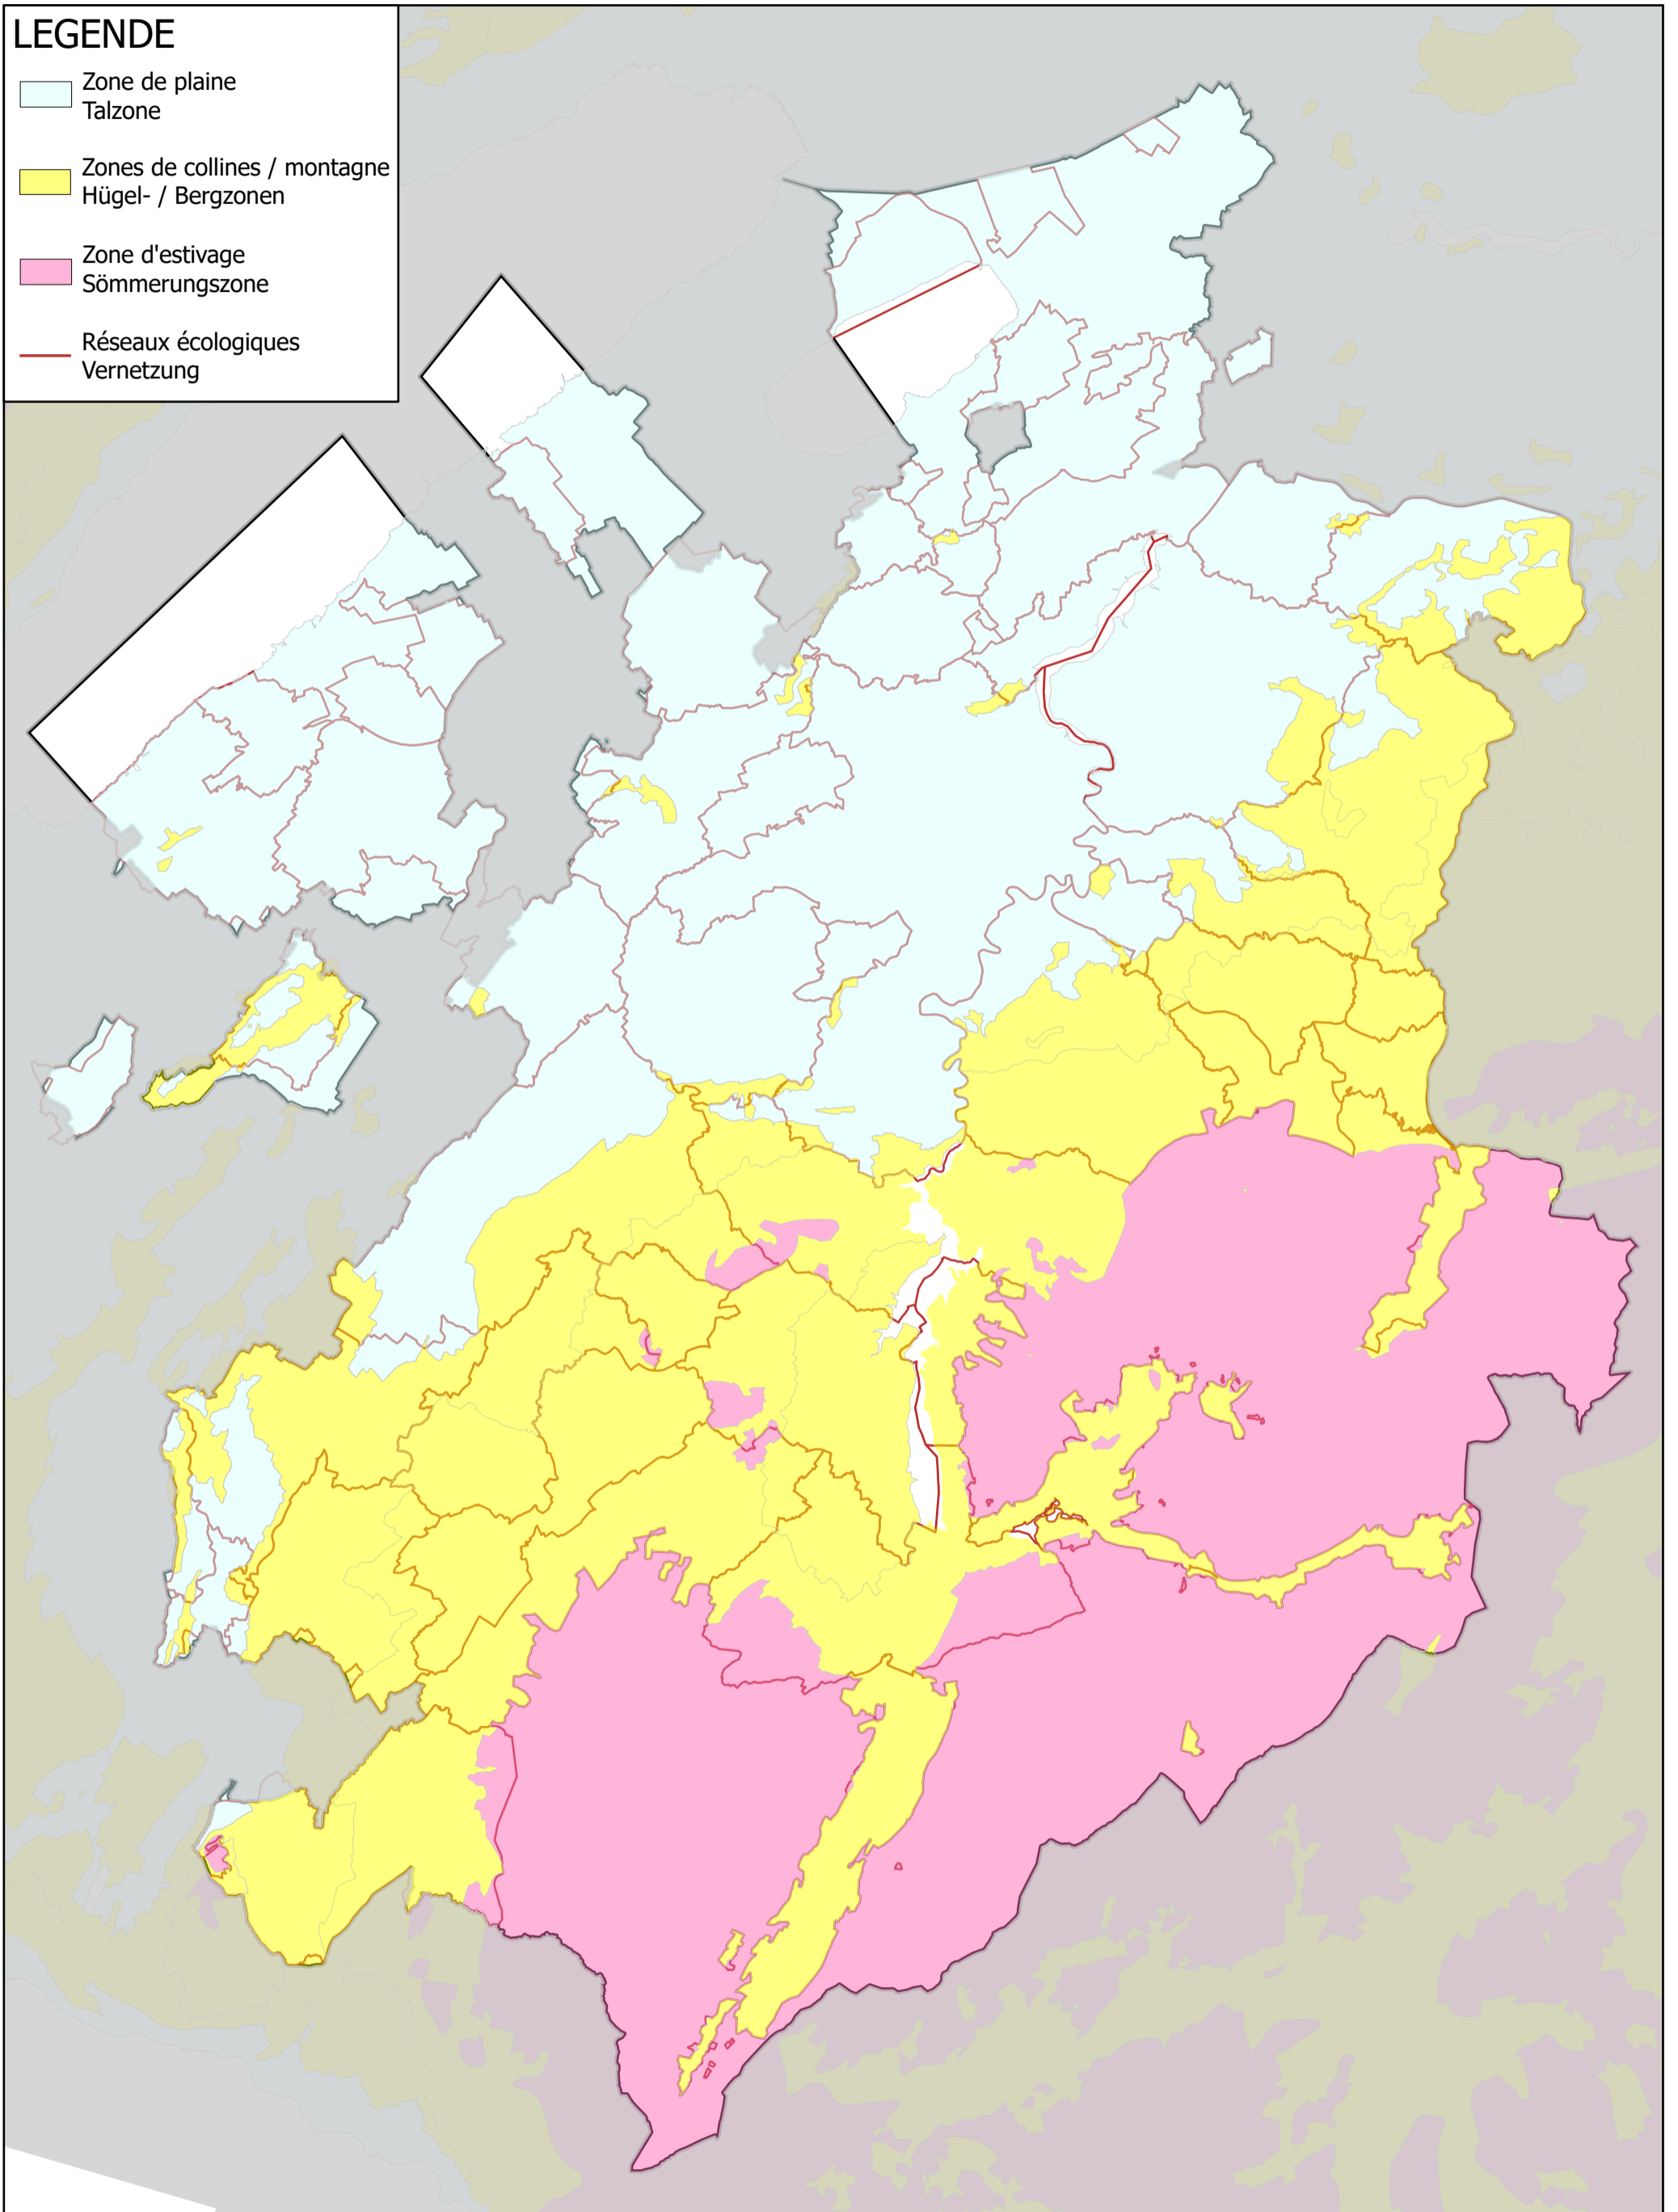 LEGENDE
Zone de plaine
Talzone
Zones de collines / montagne
Hügel- / Bergzonen
Zone d'estivage
Sömmerungszone
Réseaux écologiques
Vernetzung